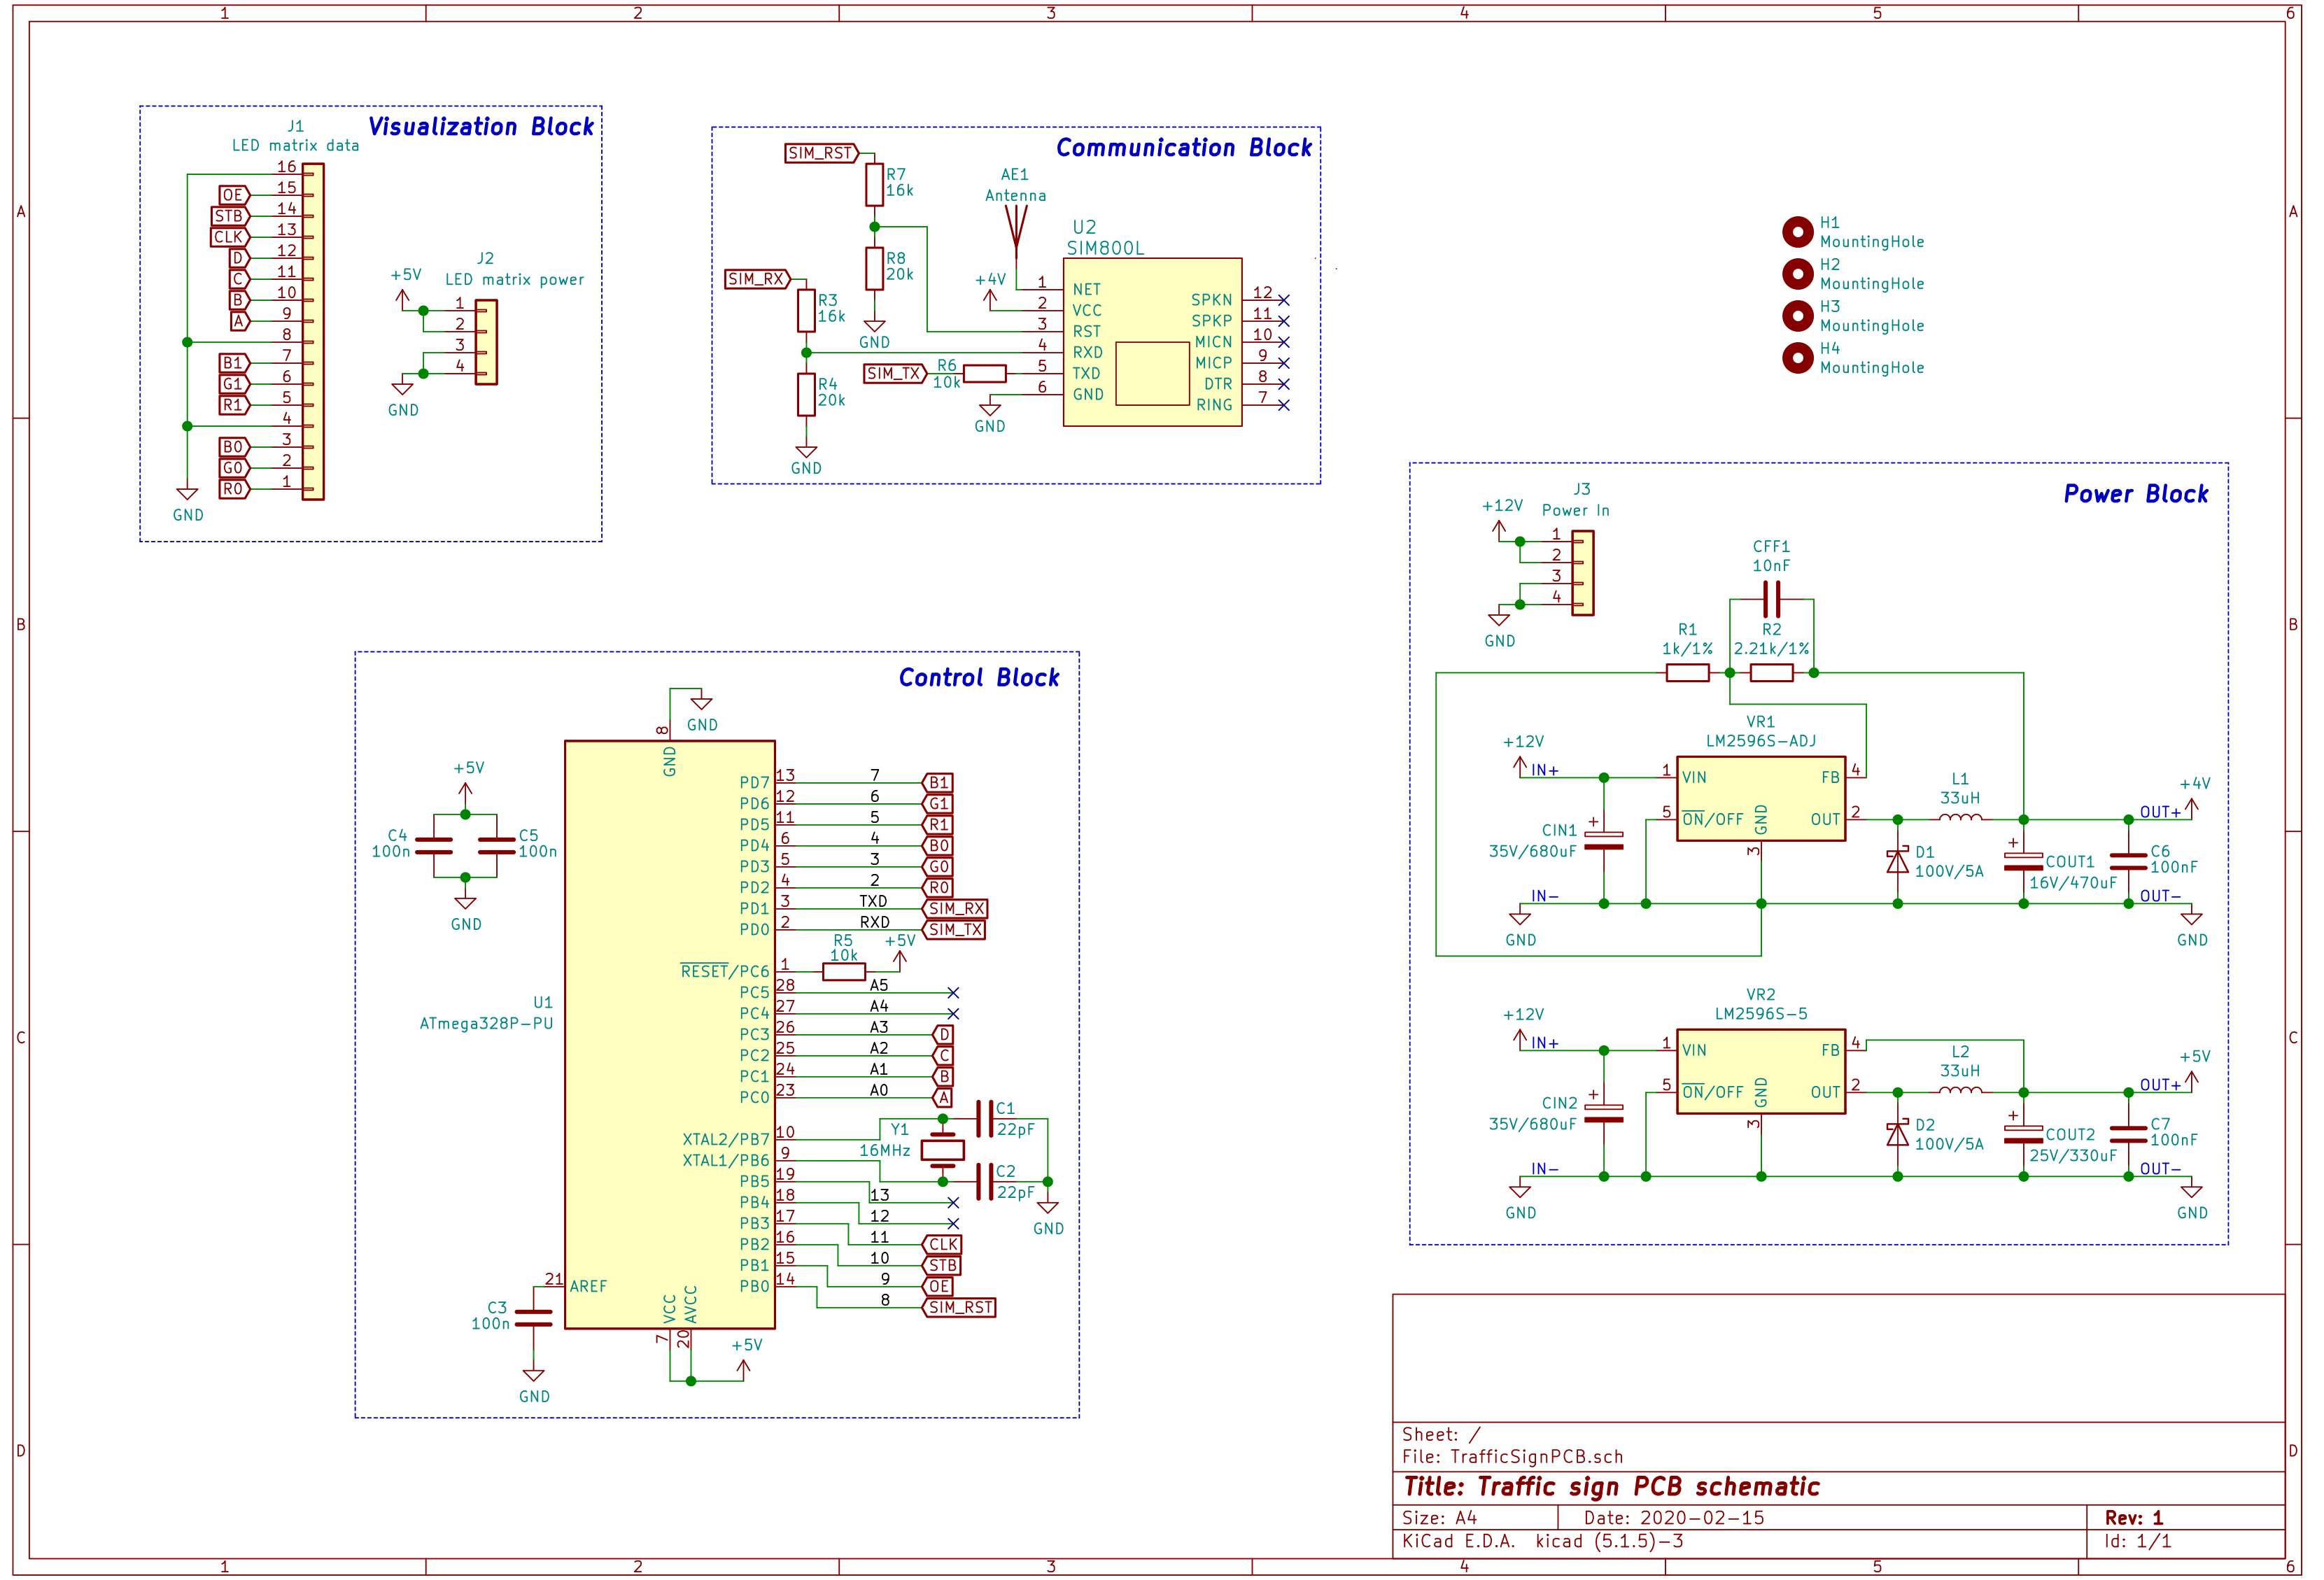 1 2 3 4 5 6
A A
B B
C C
D D
Visualization Block
J1
LED matrix data
16
OE 15
STB 14
CLK 13
D 12
C 11
B 10
A 9
8
B1 7
G1 6
R1 5
4
B0 3
G0 2
R0 1
GND
J2
LED matrix power
+5V
1
2
3
4
GND
Communication Block
SIM_RST
R7
16k
R8
20k
GND
SIM_RX
R3
16k
R4
20k
GND
SIM_TX
R6
10k
AE1
Antenna
+4V
GND
U2
SIM800L
1 NET
2 VCC
3 RST
4 RXD
5 TXD
6 GND
SPKN 12
SPKP 11
MICN 10
MICP 9
DTR 8
RING 7
H1
MountingHole
H2
MountingHole
H3
MountingHole
H4
MountingHole
Control Block
GND
8
GND
+5V
C4
100n
C5
100n
GND
U1
ATmega328P-PU
PD7 13 7 B1
PD6 12 6 G1
PD5 11 5 R1
PD4 6 4 B0
PD3 5 3 G0
PD2 4 2 R0
PD1 3 TXD SIM_RX
PD0 2 RXD SIM_TX
R5
10k
+5V
RESET/PC6 1
PC5 28 A5
PC4 27 A4
PC3 26 A3 D
PC2 25 A2 C
PC1 24 A1 B
PC0 23 A0 A
XTAL2/PB7 10
XTAL1/PB6 9
Y1
16MHz
C1
22pF
C2
22pF
GND
PB5 19
PB4 18 13
PB3 17 12
PB2 16 11 CLK
PB1 15 10 STB
PB0 14 9 OE
8 SIM_RST
21 AREF
C3
100n
GND
VCC
AVCC
7
20
+5V
Power Block
J3
Power In
+12V
1
2
3
4
GND
CFF1
10nF
R1
1k/1%
R2
2.21k/1%
VR1
LM2596S-ADJ
+12V
IN+
1 VIN
FB 4
5 ON/OFF
GND
3
OUT 2
CIN1
35V/680uF
IN-
GND
L1
33uH
D1
100V/5A
COUT1
16V/470uF
C6
100nF
+4V
OUT+
OUT-
GND
VR2
LM2596S-5
+12V
IN+
1 VIN
FB 4
5 ON/OFF
GND
3
OUT 2
CIN2
35V/680uF
IN-
GND
L2
33uH
D2
100V/5A
COUT2
25V/330uF
C7
100nF
+5V
OUT+
OUT-
GND
Sheet: /
File: TrafficSignPCB.sch
Title: Traffic sign PCB schematic
Size: A4 Date: 2020-02-15 Rev: 1
KiCad E.D.A. kicad (5.1.5)-3 Id: 1/1
1 2 3 4 5 6